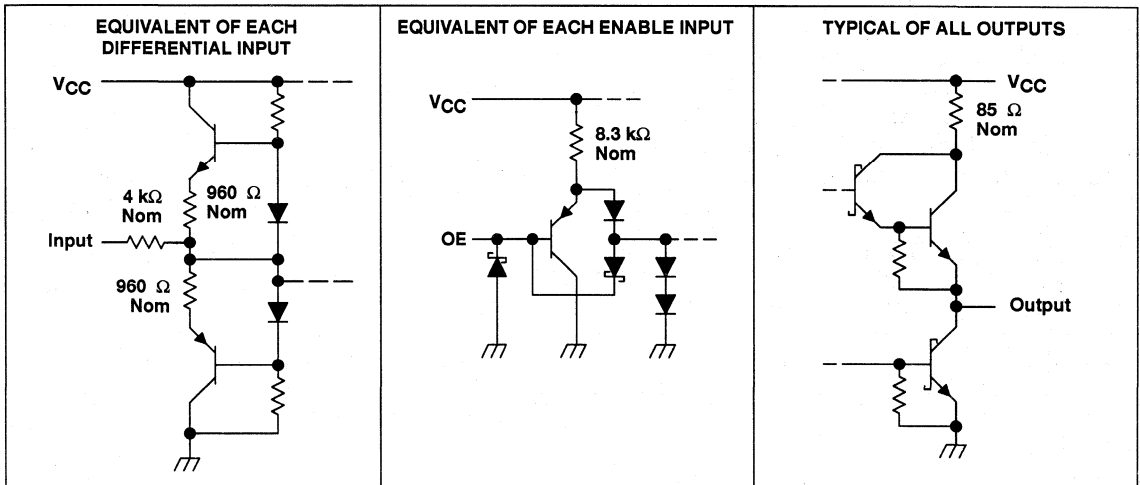 EQUIVALENT OF EACH
DIFFERENTIAL INPUT
VCC
4 kΩ
Nom
960 Ω
Nom
Input
960 Ω
Nom
EQUIVALENT OF EACH ENABLE INPUT
VCC
8.3 kΩ
Nom
OE
TYPICAL OF ALL OUTPUTS
VCC
85 Ω
Nom
Output